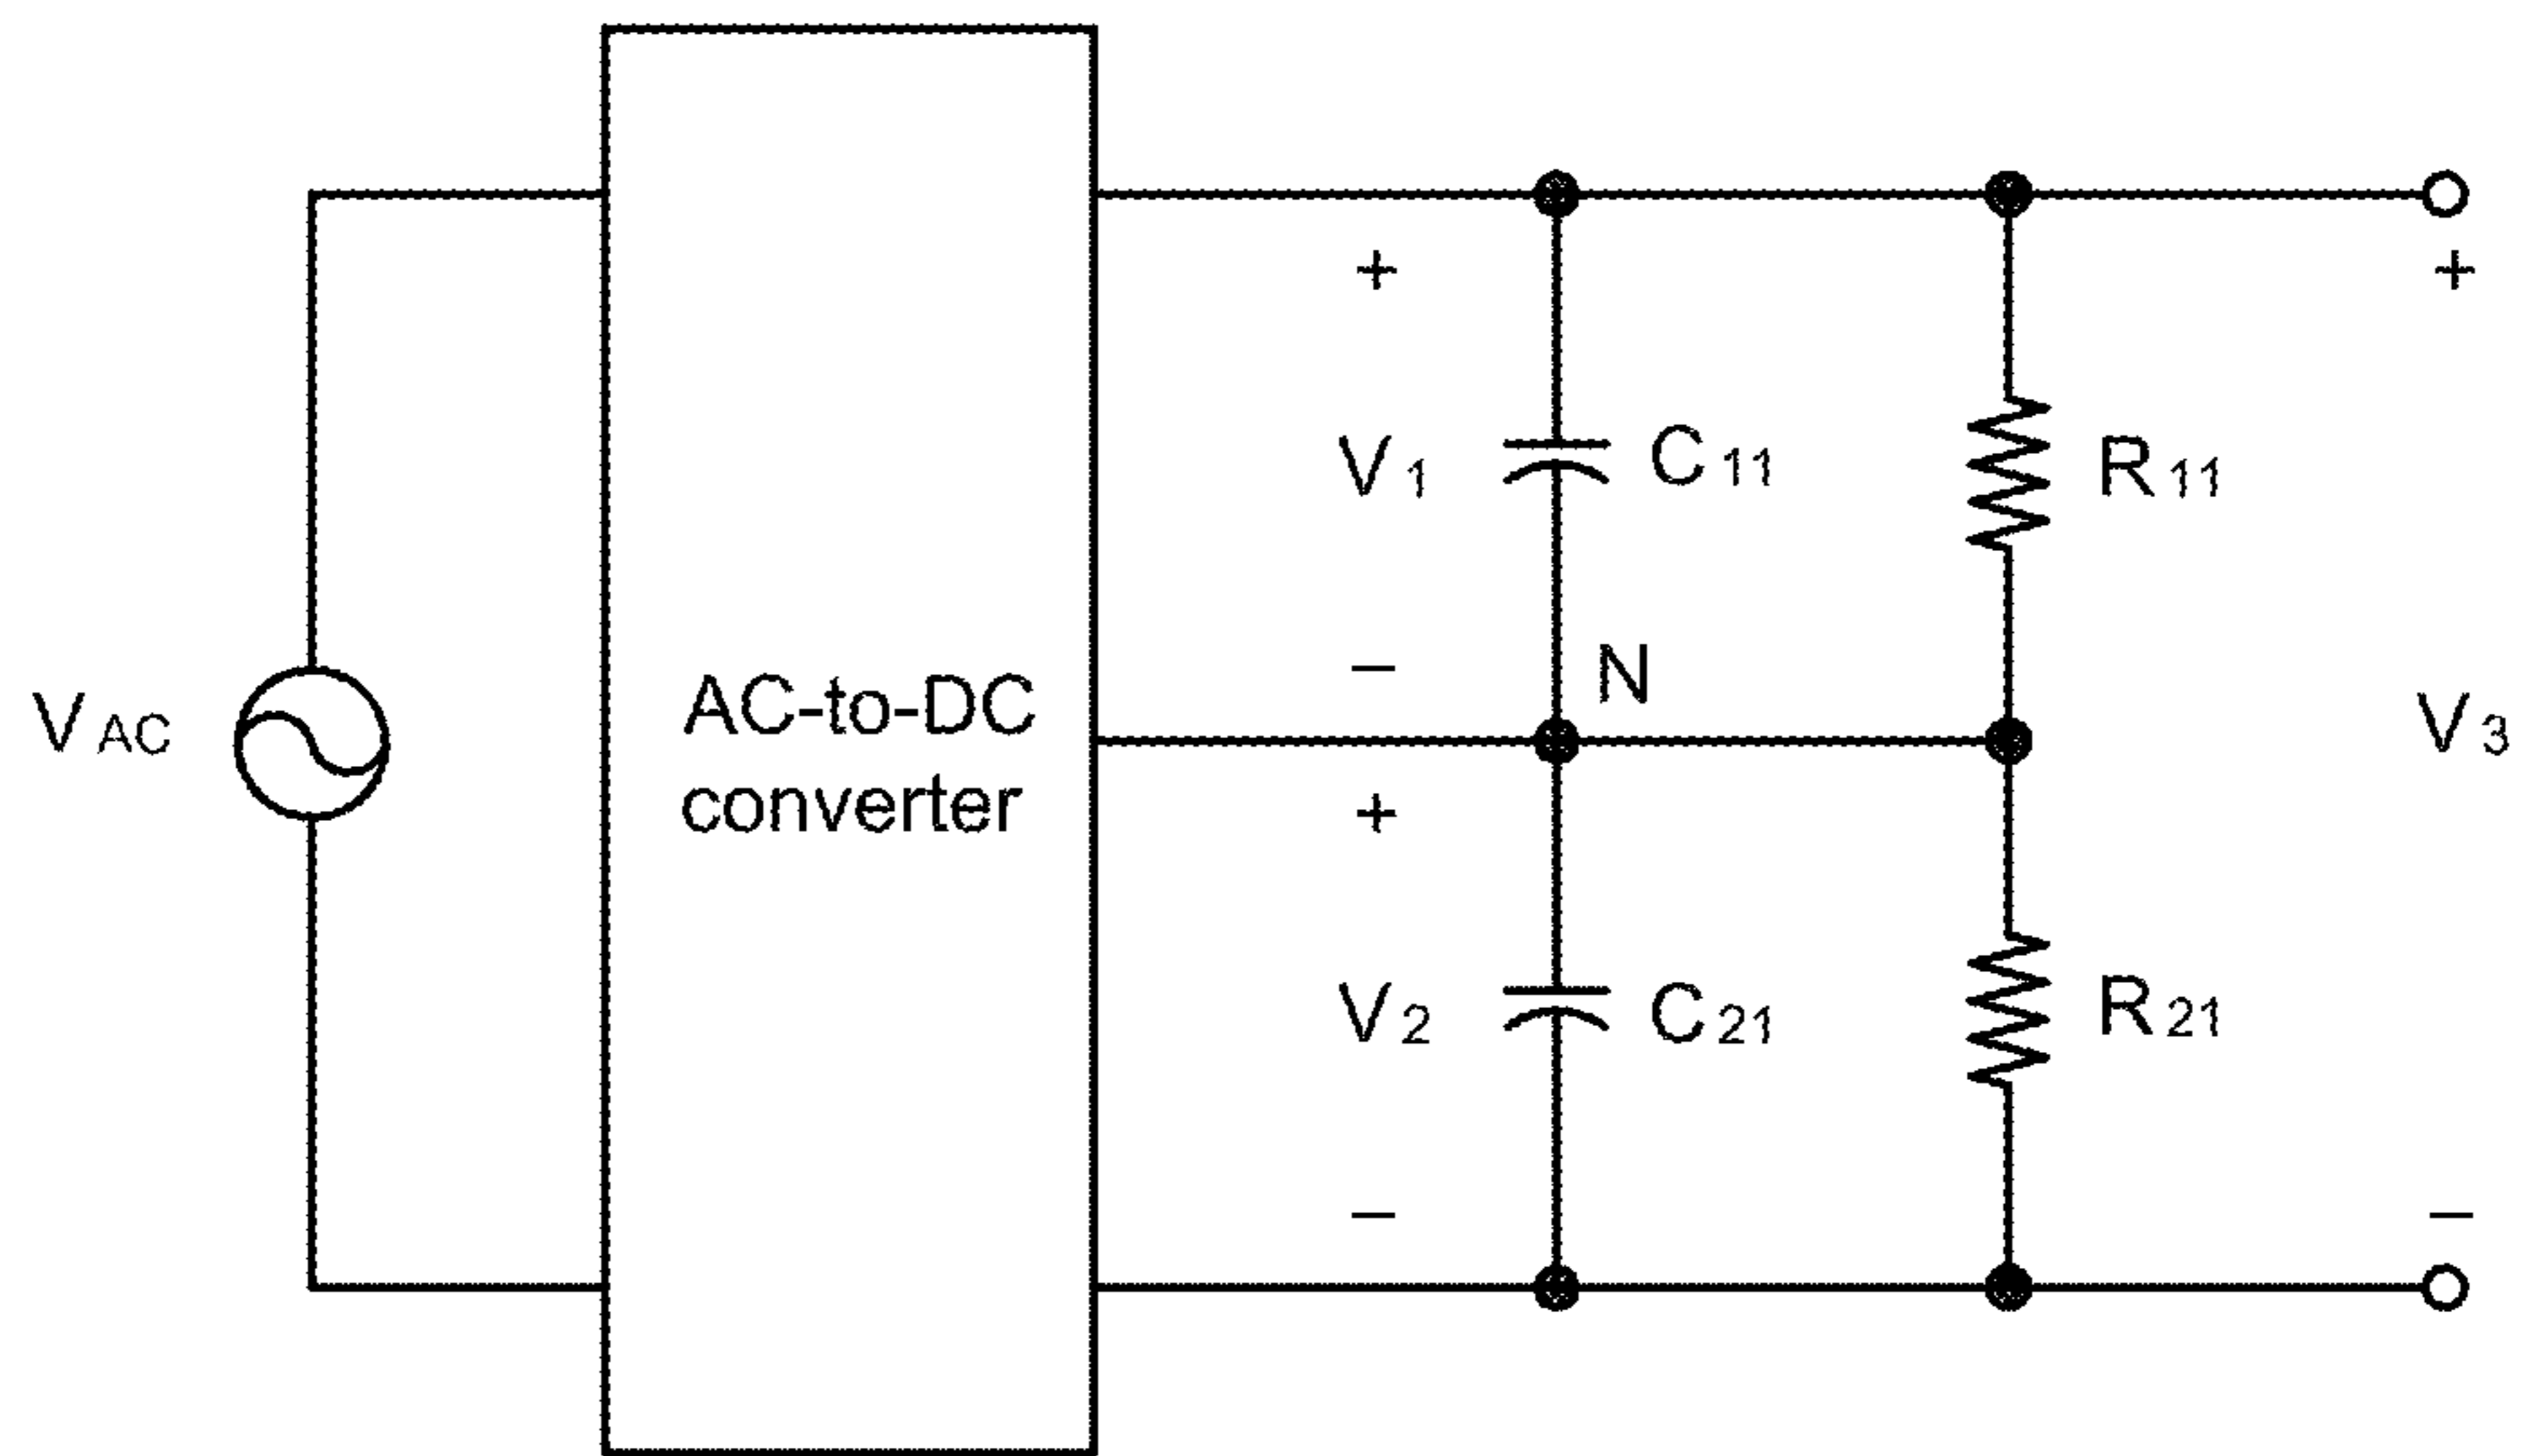 +
+
V1
C11
R11
–
N
VAC
AC-to-DC
converter
V3
+
V2
C21
R21
–
–